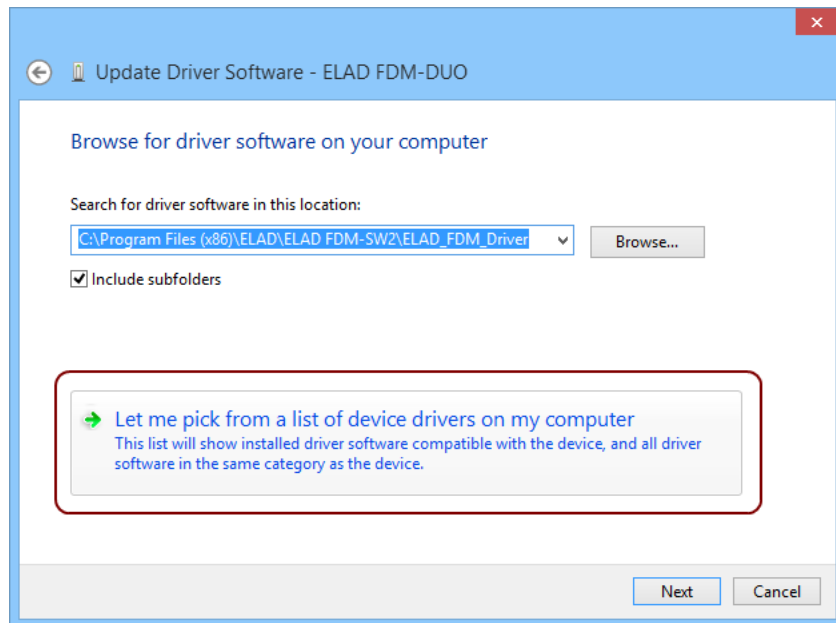 Update Driver Software - ELAD FDM-DUO
Browse for driver software on your computer
Search for driver software in this location:
C:\Program Files (x86)\ELAD\ELAD FDM-SW2\ELAD_FDM_Driver
Browse...
Include subfolders
Let me pick from a list of device drivers on my computer
This list will show installed driver software compatible with the device, and all driver
software in the same category as the device.
Next
Cancel